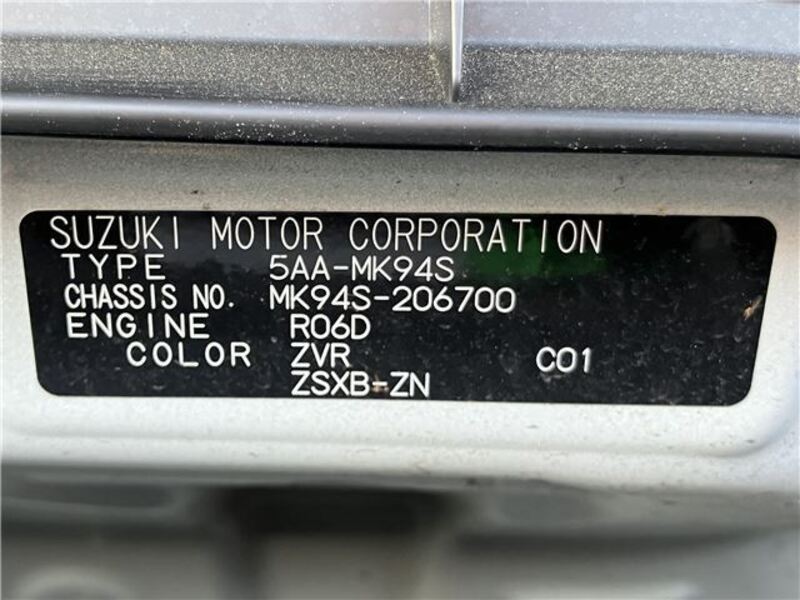 SUZUKI MOTOR CORPORATION
TYPE 5AA-MK94S
CHASSIS NO. MK94S-206700
ENGINE R06D
COLOR ZVR C01
ZSXB-ZN